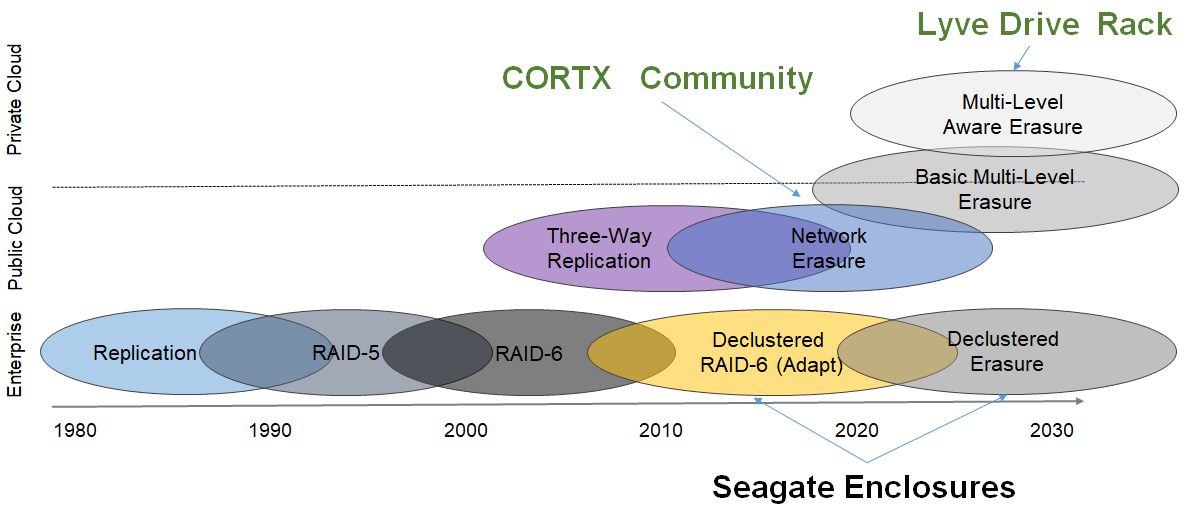 Lyve Drive  Rack
CORTX   Community
Private Cloud
Multi-Level
Aware Erasure
Basic Multi-Level
Erasure
Public Cloud
Three-Way
Replication
Network
Erasure
Enterprise
Replication
RAID-5
RAID-6
Declustered
RAID-6 (Adapt)
Declustered
Erasure
1980
1990
2000
2010
2020
2030
Seagate Enclosures